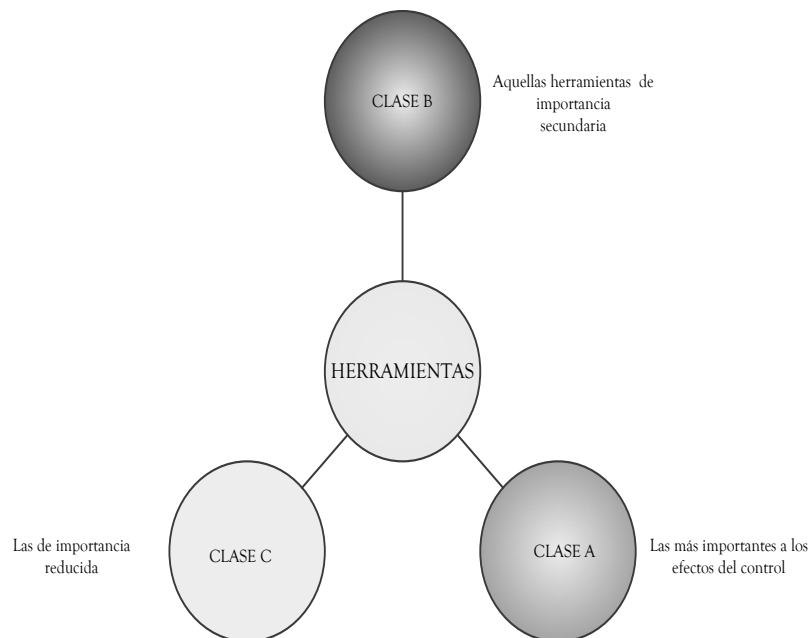 CLASE B
Aquellas herramientas de
importancia
secundaria
HERRAMIENTAS
Las de importancia
reducida
CLASE C
CLASE A
Las más importantes a los
efectos del control